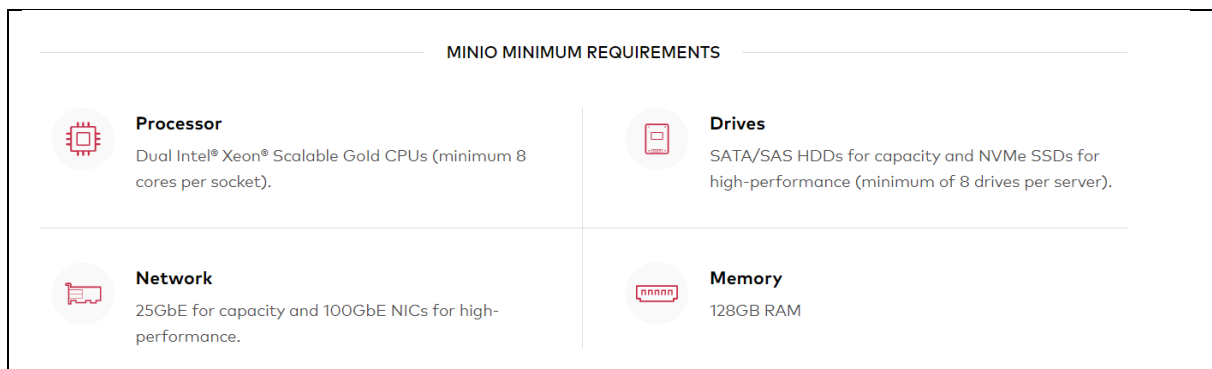 MINIO MINIMUM REQUIREMENTS
Processor
Dual Intel® Xeon® Scalable Gold CPUs (minimum 8
cores per socket).
Drives
SATA/SAS HDDs for capacity and NVMe SSDs for
high-performance (minimum of 8 drives per server).
Network
25GbE for capacity and 100GbE NICs for high-
performance.
Memory
128GB RAM